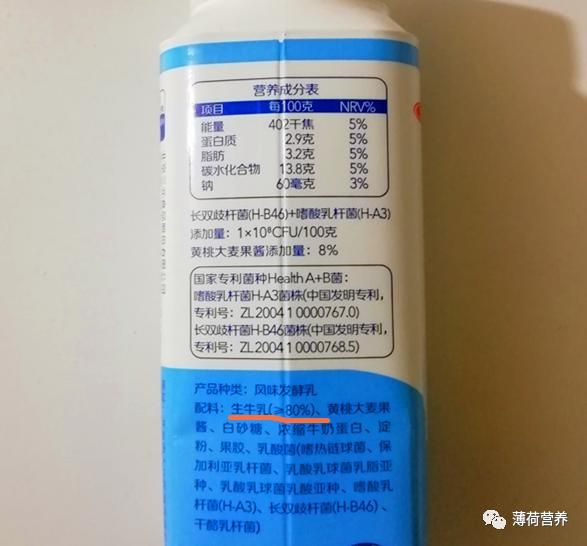 营养成分表
项目 每100克 NRV%
能量 402千焦 5%
蛋白质 2.9克 5%
脂肪 3.2克 5%
碳水化合物 13.8克 5%
钠 60毫克 3%
长双歧杆菌(H-B46)+嗜酸乳杆菌(H-A3)
添加量：1×10⁸CFU/100克
黄桃大麦果酱添加量：8%
国家专利菌种Health A+B菌：
嗜酸乳杆菌H-A3菌株(中国发明专利，
专利号：ZL 2004 1 0000767.0)
长双歧杆菌H-B46菌株(中国发明专利，
专利号：ZL 2004 1 0000768.5)
产品种类：风味发酵乳
配料：生牛乳(≥80%)、黄桃大麦果
酱、白砂糖、浓缩牛奶蛋白、淀
粉、果胶、乳酸菌(嗜热链球菌、保
加利亚乳杆菌、乳酸乳球菌乳脂亚
种、乳酸乳球菌乳酸亚种、嗜酸乳
杆菌(H-A3)、长双歧杆菌(H-B46)、
干酪乳杆菌)
薄荷营养